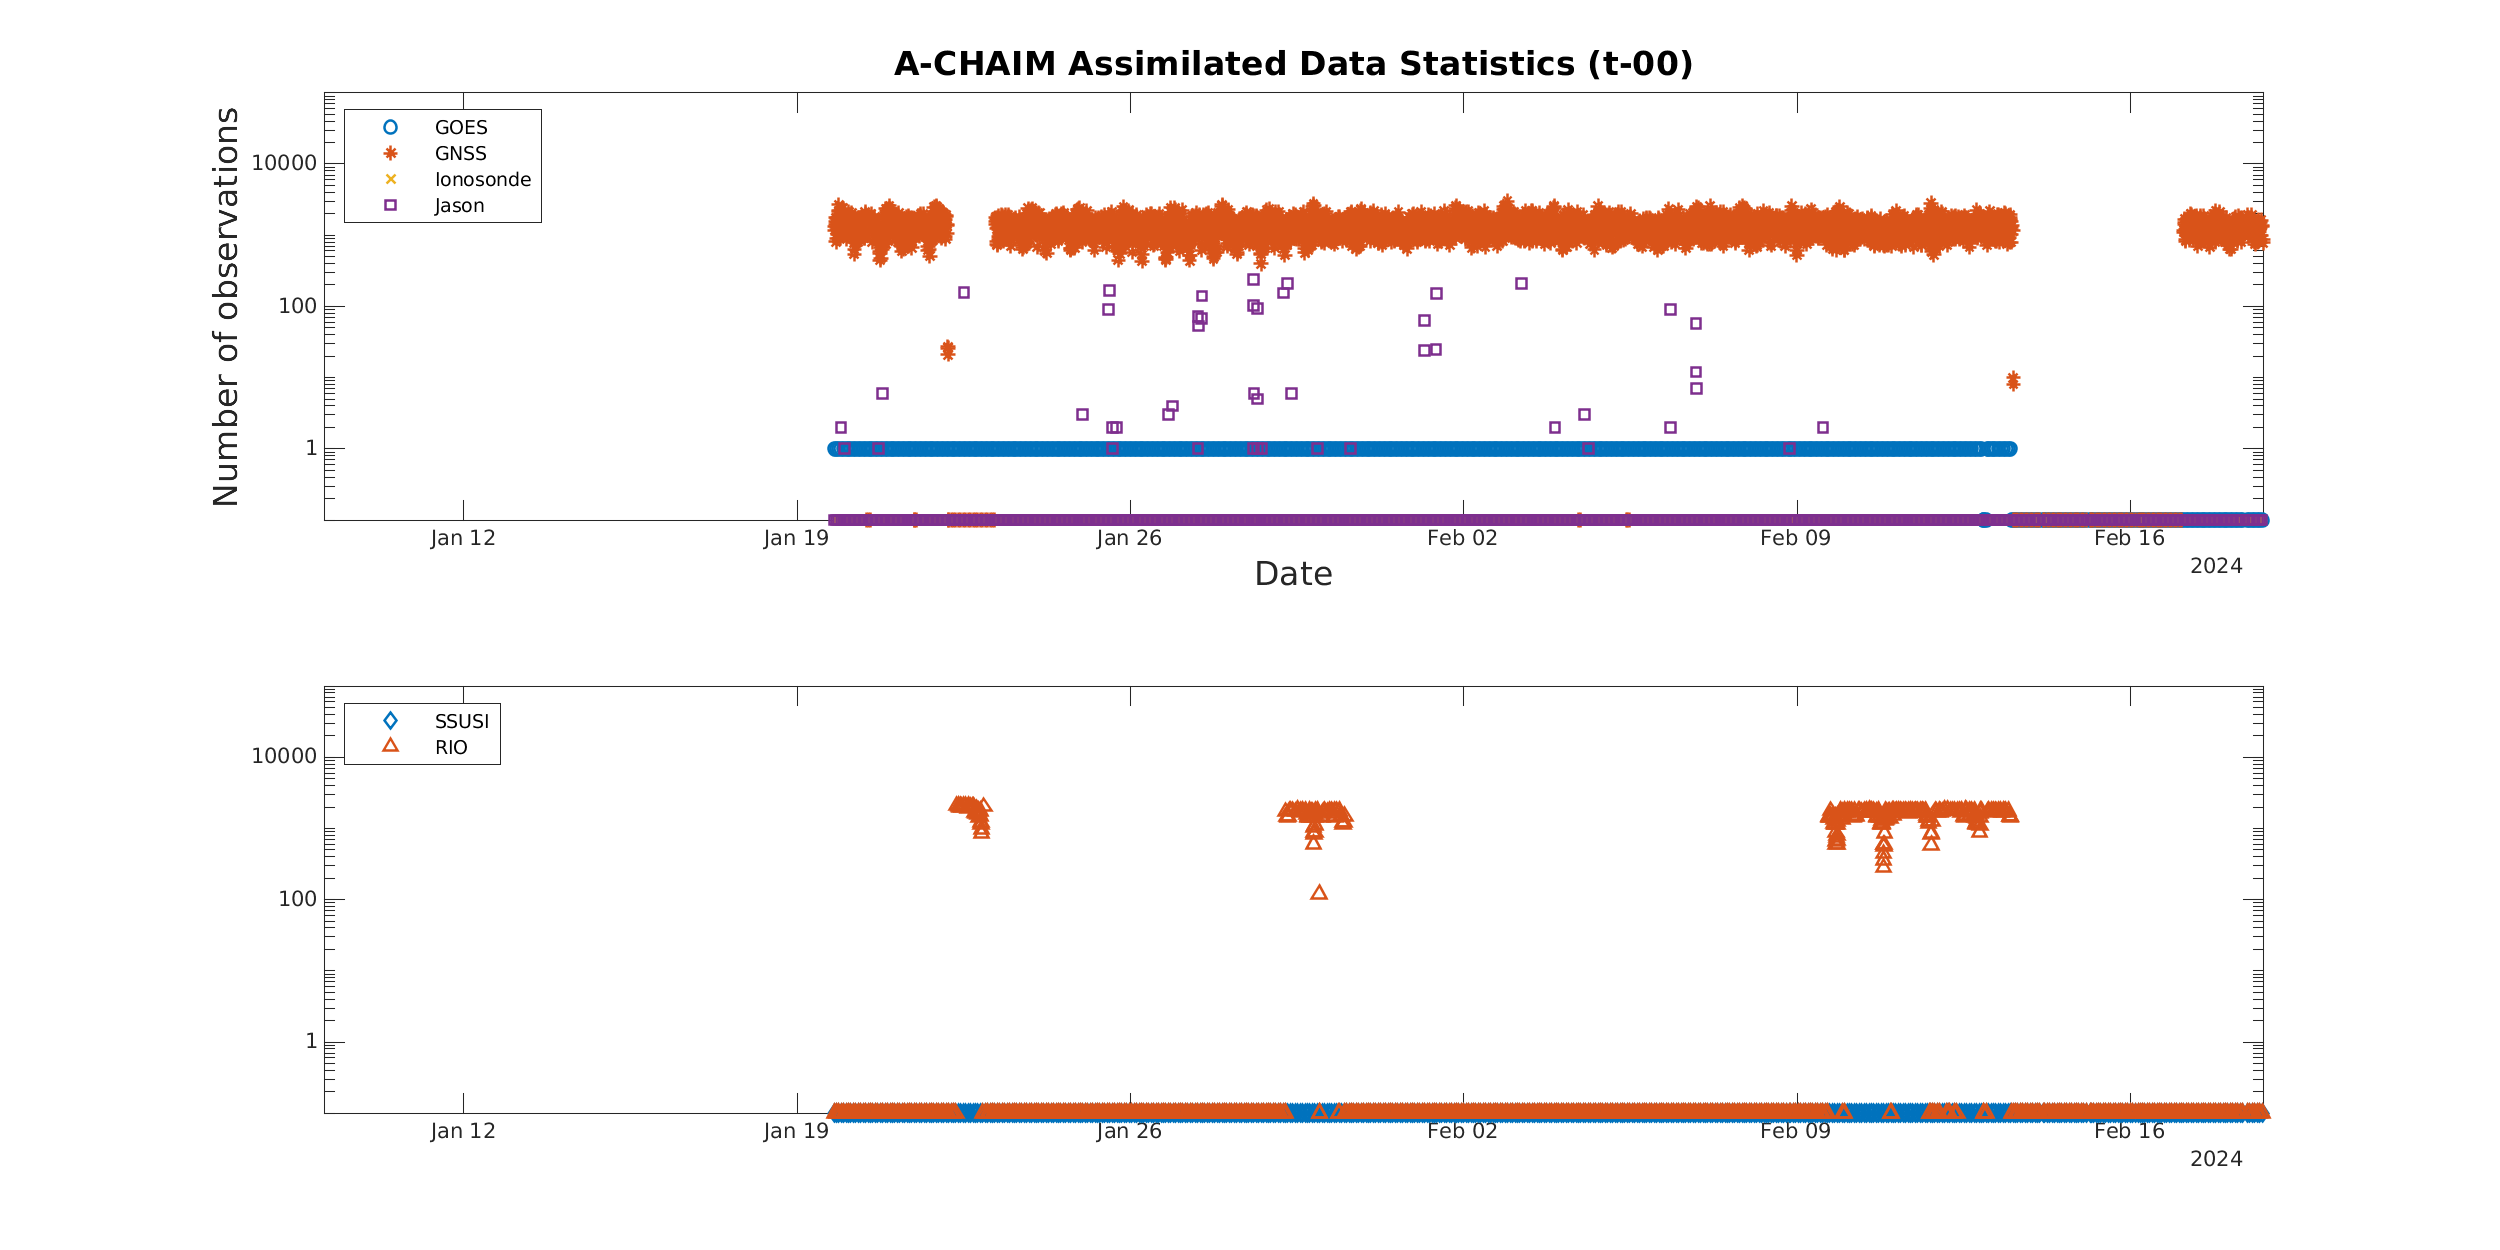 A-CHAIM Assimilated Data Statistics (t-00)
Number of observations
10000
100
1
GOES
GNSS
Ionosonde
Jason
Jan 12
Jan 19
Jan 26
Feb 02
Feb 09
Feb 16
2024
Date
10000
100
1
SSUSI
RIO
Jan 12
Jan 19
Jan 26
Feb 02
Feb 09
Feb 16
2024